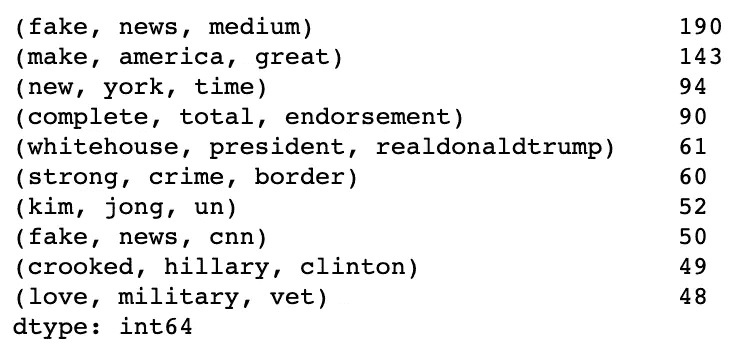 (fake, news, medium) 190
(make, america, great) 143
(new, york, time) 94
(complete, total, endorsement) 90
(whitehouse, president, realdonaldtrump) 61
(strong, crime, border) 60
(kim, jong, un) 52
(fake, news, cnn) 50
(crooked, hillary, clinton) 49
(love, military, vet) 48
dtype: int64